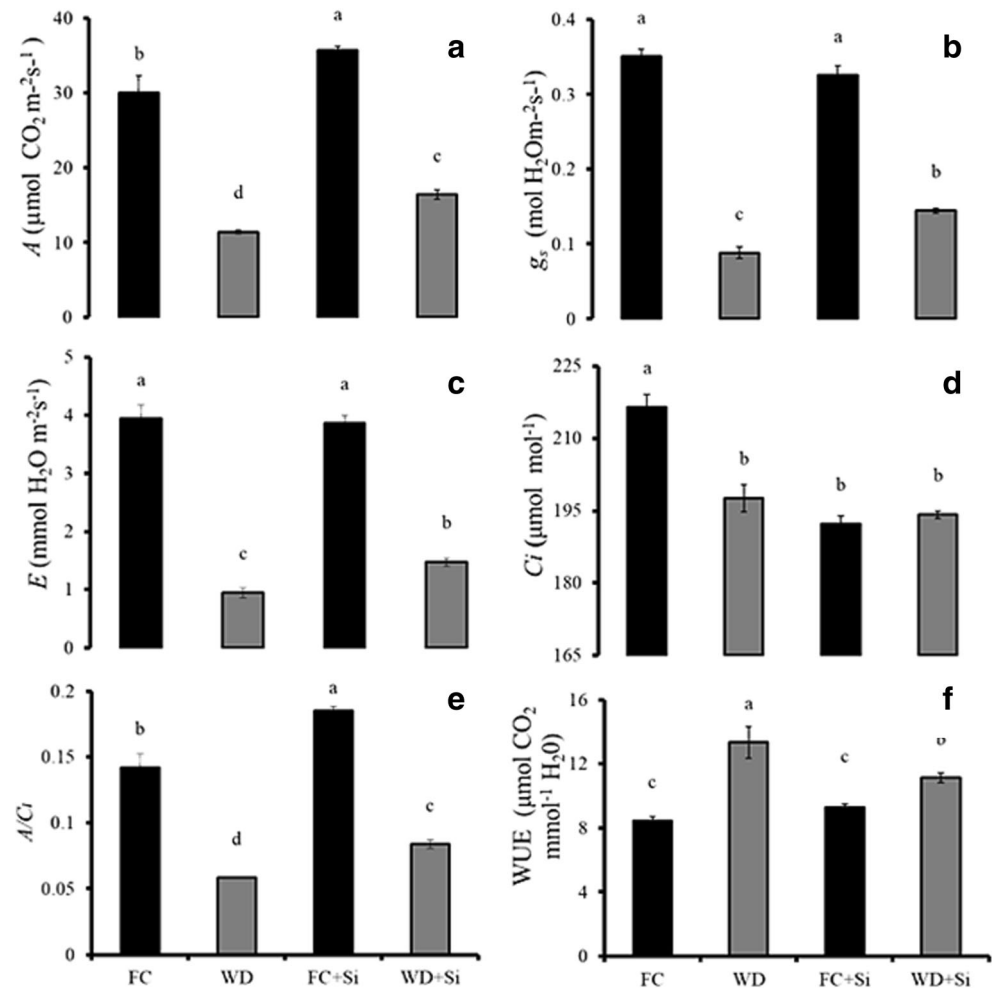 a
A (µmol CO2 m-²s-¹)
40
30
20
10
0
b
d
a
c
b
gs (mol H2Om-²s-¹)
0.4
0.3
0.2
0.1
0
a
c
a
b
c
E (mmol H2O m-²s-¹)
5
4
3
2
1
0
a
c
a
b
d
Ci (µmol mol-¹)
225
210
195
180
165
a
b
b
b
e
A/Ci
0.2
0.15
0.1
0.05
0
b
d
a
c
FC WD FC+Si WD+Si
f
WUE (µmol CO2
mmol-¹ H20)
16
12
8
4
0
c
a
c
FC WD FC+Si WD+Si